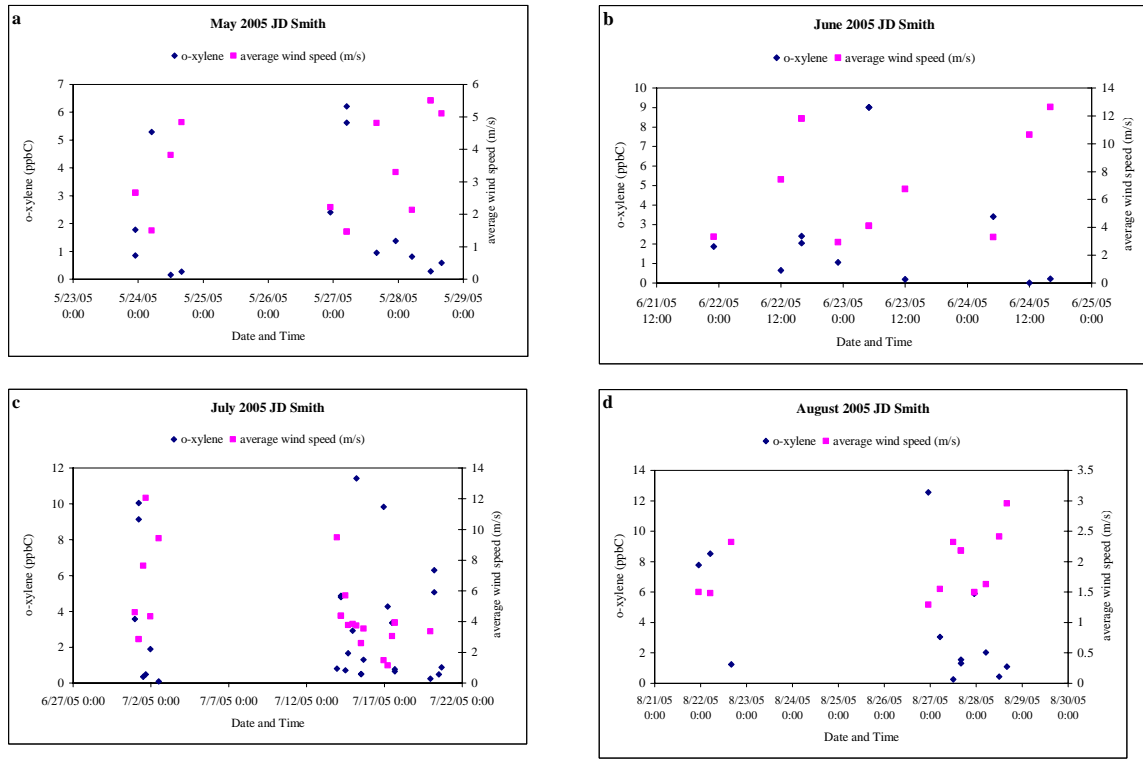 a
May 2005 JD Smith
o-xylene average wind speed (m/s)
7
6
5
4
3
2
1
0
o-xylene (ppbC)
6
5
4
3
2
1
0
average wind speed (m/s)
5/23/05 5/24/05 5/25/05 5/26/05 5/27/05 5/28/05 5/29/05
0:00 0:00 0:00 0:00 0:00 0:00 0:00
Date and Time
b
June 2005 JD Smith
o-xylene average wind speed (m/s)
10
9
8
7
6
5
4
3
2
1
0
o-xylene (ppbC)
14
12
10
8
6
4
2
0
average wind speed (m/s)
6/21/05 6/22/05 6/22/05 6/23/05 6/23/05 6/24/05 6/24/05 6/25/05
12:00 0:00 12:00 0:00 12:00 0:00 12:00 0:00
Date and Time
c
July 2005 JD Smith
o-xylene average wind speed (m/s)
12
10
8
6
4
2
0
o-xylene (ppbC)
14
12
10
8
6
4
2
0
average wind speed (m/s)
6/27/05 0:00 7/2/05 0:00 7/7/05 0:00 7/12/05 0:00 7/17/05 0:00 7/22/05 0:00
Date and Time
d
August 2005 JD Smith
o-xylene average wind speed (m/s)
14
12
10
8
6
4
2
0
o-xylene (ppbC)
3.5
3
2.5
2
1.5
1
0.5
0
average wind speed (m/s)
8/21/05 8/22/05 8/23/05 8/24/05 8/25/05 8/26/05 8/27/05 8/28/05 8/29/05 8/30/05
0:00 0:00 0:00 0:00 0:00 0:00 0:00 0:00 0:00 0:00
Date and Time